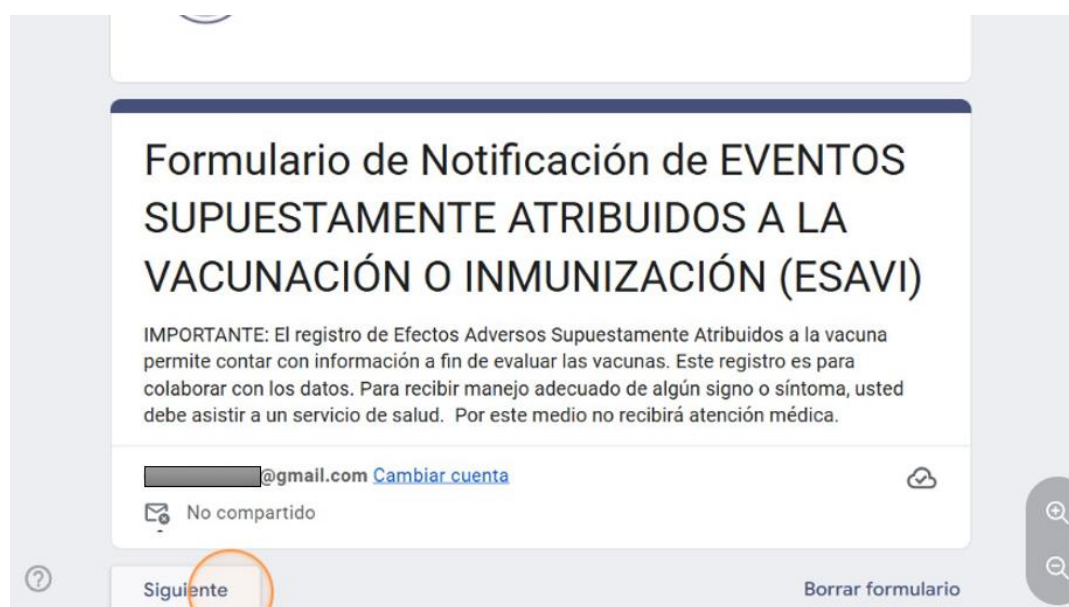 Formulario de Notificación de EVENTOS
SUPUESTAMENTE ATRIBUIDOS A LA
VACUNACIÓN O INMUNIZACIÓN (ESAVI)
IMPORTANTE: El registro de Efectos Adversos Supuestamente Atribuidos a la vacuna
permite contar con información a fin de evaluar las vacunas. Este registro es para
colaborar con los datos. Para recibir manejo adecuado de algún signo o síntoma, usted
debe asistir a un servicio de salud. Por este medio no recibirá atención médica.
@gmail.com Cambiar cuenta
No compartido
Siguiente Borrar formulario